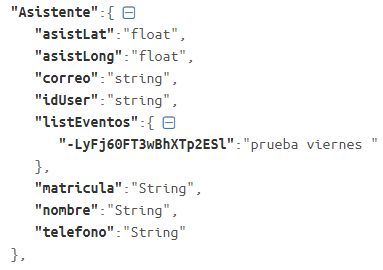 "Asistente":{
"asistLat":"float",
"asistLong":"float",
"correo":"string",
"idUser":"string",
"listEventos":{
"-LyFj60FT3wBhXTp2ESl":"prueba viernes "
},
"matricula":"String",
"nombre":"String",
"telefono":"String"
},